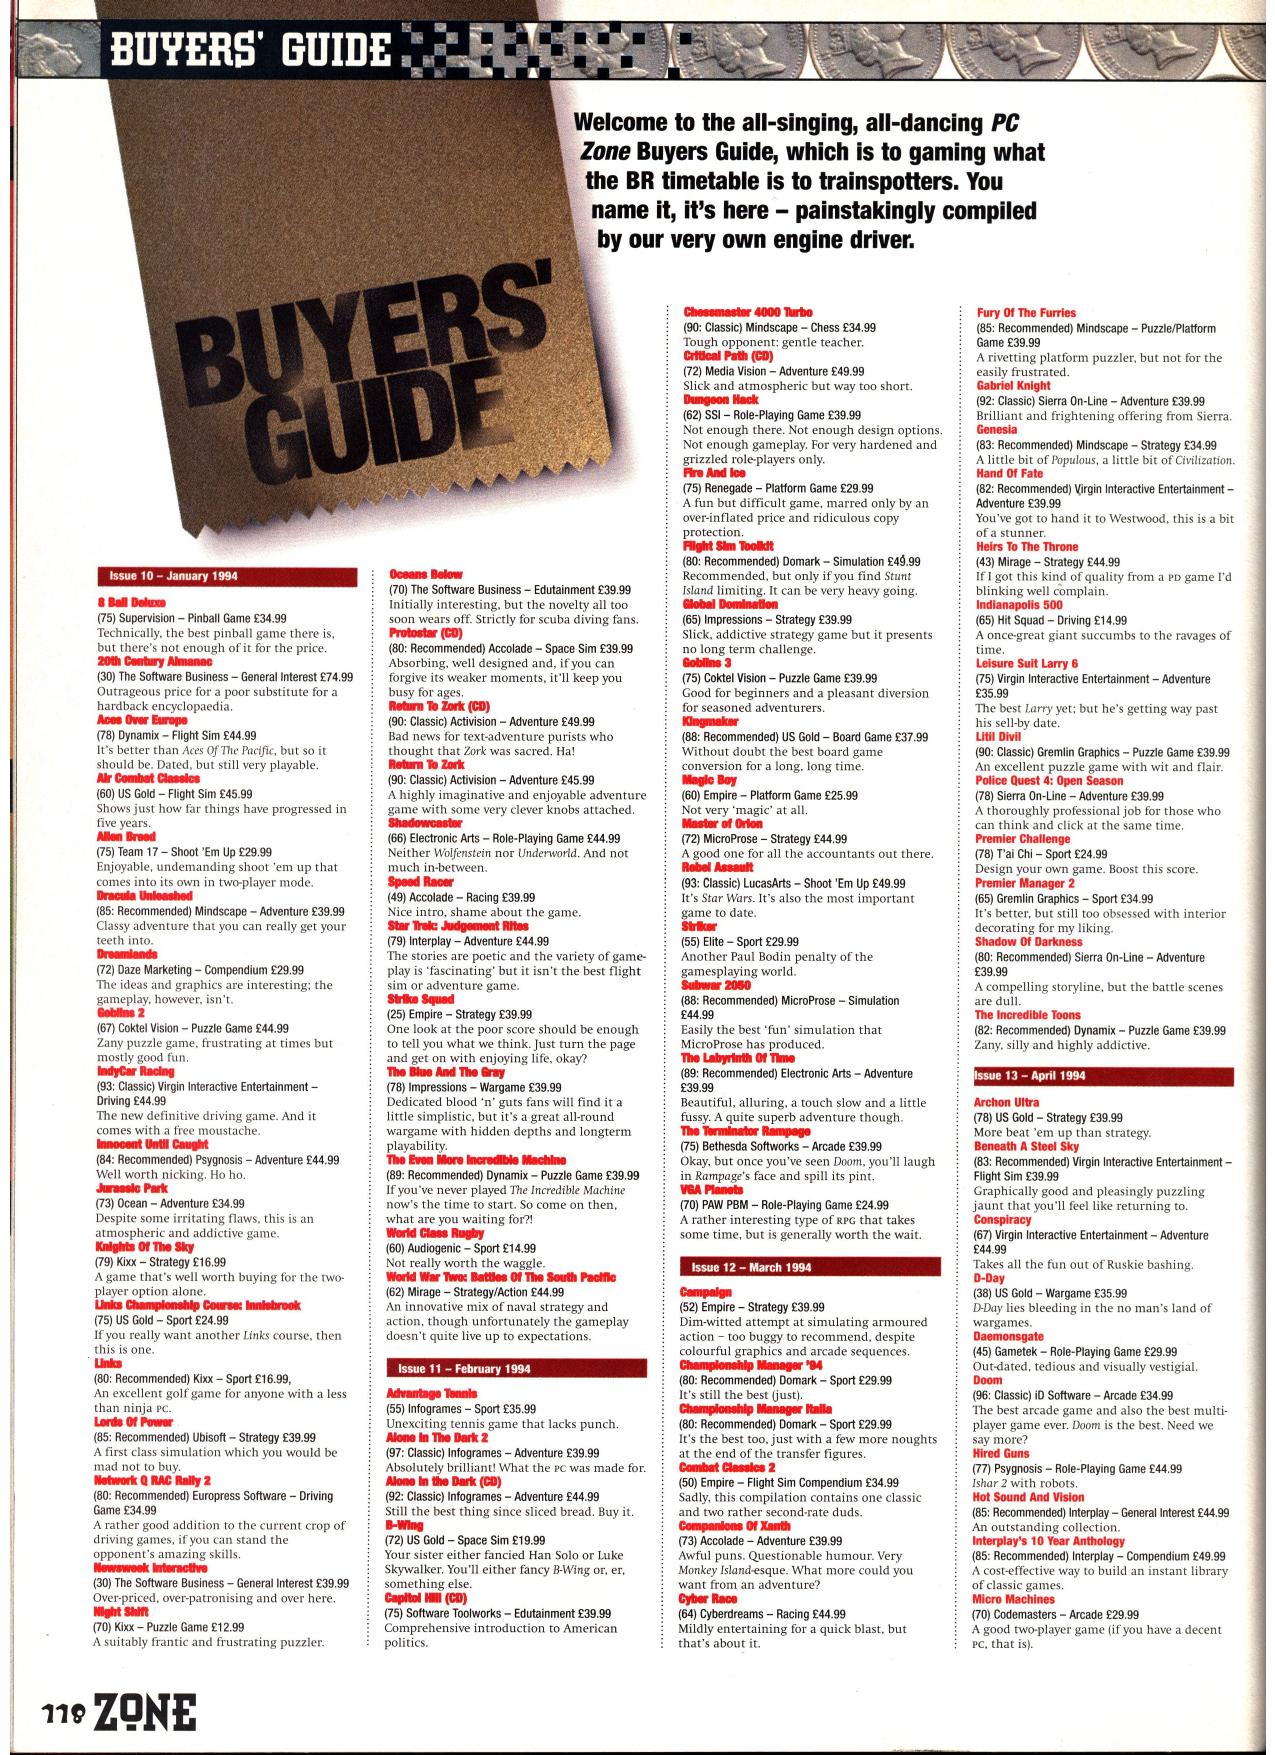 BUYERS' GUIDE
Welcome to the all-singing, all-dancing PC
Zone Buyers Guide, which is to gaming what
the BR timetable is to trainspotters. You
name it, it's here – painstakingly compiled
by our very own engine driver.
BUYERS'
GUIDE
Issue 10 – January 1994
8 Ball Deluxe
(75) Supervision – Pinball Game £34.99
Technically, the best pinball game there is,
but there's not enough of it for the price.
20th Century Almanac
(30) The Software Business – General Interest £74.99
Outrageous price for a poor substitute for a
hardback encyclopaedia.
Aces Over Europe
(78) Dynamix – Flight Sim £44.99
It's better than Aces Of The Pacific, but so it
should be. Dated, but still very playable.
Air Combat Classics
(60) US Gold – Flight Sim £45.99
Shows just how far things have progressed in
five years.
Alien Breed
(75) Team 17 – Shoot 'Em Up £29.99
Enjoyable, undemanding shoot 'em up that
comes into its own in two-player mode.
Dracula Unleashed
(85: Recommended) Mindscape – Adventure £39.99
Classy adventure that you can really get your
teeth into.
Dreamlands
(72) Daze Marketing – Compendium £29.99
The ideas and graphics are interesting; the
gameplay, however, isn't.
Goblins 2
(67) Coktel Vision – Puzzle Game £44.99
Zany puzzle game, frustrating at times but
mostly good fun.
IndyCar Racing
(93: Classic) Virgin Interactive Entertainment –
Driving £44.99
The new definitive driving game. And it
comes with a free moustache.
Innocent Until Caught
(84: Recommended) Psygnosis – Adventure £44.99
Well worth nicking. Ho ho.
Jurassic Park
(73) Ocean – Adventure £34.99
Despite some irritating flaws, this is an
atmospheric and addictive game.
Knights Of The Sky
(79) Kixx – Strategy £16.99
A game that's well worth buying for the two-
player option alone.
Links Championship Course: Innisbrook
(75) US Gold – Sport £24.99
If you really want another Links course, then
this is one.
Links
(80: Recommended) Kixx – Sport £16.99,
An excellent golf game for anyone with a less
than ninja PC.
Lords Of Power
(85: Recommended) Ubisoft – Strategy £39.99
A first class simulation which you would be
mad not to buy.
Network Q RAC Rally 2
(80: Recommended) Europress Software – Driving
Game £34.99
A rather good addition to the current crop of
driving games, if you can stand the
opponent's amazing skills.
Newsweek Interactive
(30) The Software Business – General Interest £39.99
Over-priced, over-patronising and over here.
Night Shift
(70) Kixx – Puzzle Game £12.99
A suitably frantic and frustrating puzzler.
Oceans Below
(70) The Software Business – Edutainment £39.99
Initially interesting, but the novelty all too
soon wears off. Strictly for scuba diving fans.
Protostar (CD)
(80: Recommended) Accolade – Space Sim £39.99
Absorbing, well designed and, if you can
forgive its weaker moments, it'll keep you
busy for ages.
Return To Zork (CD)
(90: Classic) Activision – Adventure £49.99
Bad news for text-adventure purists who
thought that Zork was sacred. Ha!
Return To Zork
(90: Classic) Activision – Adventure £45.99
A highly imaginative and enjoyable adventure
game with some very clever knobs attached.
Shadowcaster
(66) Electronic Arts – Role-Playing Game £44.99
Neither Wolfenstein nor Underworld. And not
much in-between.
Speed Racer
(49) Accolade – Racing £39.99
Nice intro, shame about the game.
Star Trek: Judgement Rites
(79) Interplay – Adventure £44.99
The stories are poetic and the variety of game-
play is 'fascinating' but it isn't the best flight
sim or adventure game.
Strike Squad
(25) Empire – Strategy £39.99
One look at the poor score should be enough
to tell you what we think. Just turn the page
and get on with enjoying life, okay?
The Blue And The Gray
(78) Impressions – Wargame £39.99
Dedicated blood 'n' guts fans will find it a
little simplistic, but it's a great all-round
wargame with hidden depths and longterm
playability.
The Even More Incredible Machine
(89: Recommended) Dynamix – Puzzle Game £39.99
If you've never played The Incredible Machine
now's the time to start. So come on then,
what are you waiting for?!
World Class Rugby
(60) Audiogenic – Sport £14.99
Not really worth the waggle.
World War Two: Battles Of The South Pacific
(62) Mirage – Strategy/Action £44.99
An innovative mix of naval strategy and
action, though unfortunately the gameplay
doesn't quite live up to expectations.
Issue 11 – February 1994
Advantage Tennis
(55) Infogrames – Sport £35.99
Unexciting tennis game that lacks punch.
Alone In The Dark 2
(97: Classic) Infogrames – Adventure £39.99
Absolutely brilliant! What the PC was made for.
Alone In the Dark (CD)
(92: Classic) Infogrames – Adventure £44.99
Still the best thing since sliced bread. Buy it.
B-Wing
(72) US Gold – Space Sim £19.99
Your sister either fancied Han Solo or Luke
Skywalker. You'll either fancy B-Wing or, er,
something else.
Capitol Hill (CD)
(75) Software Toolworks – Edutainment £39.99
Comprehensive introduction to American
politics.
Chessmaster 4000 Turbo
(90: Classic) Mindscape – Chess £34.99
Tough opponent: gentle teacher.
Critical Path (CD)
(72) Media Vision – Adventure £49.99
Slick and atmospheric but way too short.
Dungeon Hack
(62) SSI – Role-Playing Game £39.99
Not enough there. Not enough design options.
Not enough gameplay. For very hardened and
grizzled role-players only.
Fire And Ice
(75) Renegade – Platform Game £29.99
A fun but difficult game, marred only by an
over-inflated price and ridiculous copy
protection.
Flight Sim Toolkit
(80: Recommended) Domark – Simulation £49.99
Recommended, but only if you find Stunt
Island limiting. It can be very heavy going.
Global Domination
(65) Impressions – Strategy £39.99
Slick, addictive strategy game but it presents
no long term challenge.
Goblins 3
(75) Coktel Vision – Puzzle Game £39.99
Good for beginners and a pleasant diversion
for seasoned adventurers.
Kingmaker
(88: Recommended) US Gold – Board Game £37.99
Without doubt the best board game
conversion for a long, long time.
Magic Boy
(60) Empire – Platform Game £25.99
Not very 'magic' at all.
Master of Orion
(72) MicroProse – Strategy £44.99
A good one for all the accountants out there.
Rebel Assault
(93: Classic) LucasArts – Shoot 'Em Up £49.99
It's Star Wars. It's also the most important
game to date.
Striker
(55) Elite – Sport £29.99
Another Paul Bodin penalty of the
gamesplaying world.
Subwar 2050
(88: Recommended) MicroProse – Simulation
£44.99
Easily the best 'fun' simulation that
MicroProse has produced.
The Labyrinth Of Time
(89: Recommended) Electronic Arts – Adventure
£39.99
Beautiful, alluring, a touch slow and a little
fussy. A quite superb adventure though.
The Terminator Rampage
(75) Bethesda Softworks – Arcade £39.99
Okay, but once you've seen Doom, you'll laugh
in Rampage's face and spill its pint.
VGA Planets
(70) PAW PBM – Role-Playing Game £24.99
A rather interesting type of RPG that takes
some time, but is generally worth the wait.
Issue 12 – March 1994
Campaign
(52) Empire – Strategy £39.99
Dim-witted attempt at simulating armoured
action – too buggy to recommend, despite
colourful graphics and arcade sequences.
Championship Manager '94
(80: Recommended) Domark – Sport £29.99
It's still the best (just).
Championship Manager Italia
(80: Recommended) Domark – Sport £29.99
It's the best too, just with a few more noughts
at the end of the transfer figures.
Combat Classics 2
(50) Empire – Flight Sim Compendium £34.99
Sadly, this compilation contains one classic
and two rather second-rate duds.
Companions Of Xanth
(73) Accolade – Adventure £39.99
Awful puns. Questionable humour. Very
Monkey Island-esque. What more could you
want from an adventure?
Cyber Race
(64) Cyberdreams – Racing £44.99
Mildly entertaining for a quick blast, but
that's about it.
Fury Of The Furries
(85: Recommended) Mindscape – Puzzle/Platform
Game £39.99
A rivetting platform puzzler, but not for the
easily frustrated.
Gabriel Knight
(92: Classic) Sierra On-Line – Adventure £39.99
Brilliant and frightening offering from Sierra.
Genesia
(83: Recommended) Mindscape – Strategy £34.99
A little bit of Populous, a little bit of Civilization.
Hand Of Fate
(82: Recommended) Virgin Interactive Entertainment –
Adventure £39.99
You've got to hand it to Westwood, this is a bit
of a stunner.
Heirs To The Throne
(43) Mirage – Strategy £44.99
If I got this kind of quality from a PD game I'd
blinking well complain.
Indianapolis 500
(65) Hit Squad – Driving £14.99
A once-great giant succumbs to the ravages of
time.
Leisure Suit Larry 6
(75) Virgin Interactive Entertainment – Adventure
£35.99
The best Larry yet; but he's getting way past
his sell-by date.
Litil Divil
(90: Classic) Gremlin Graphics – Puzzle Game £39.99
An excellent puzzle game with wit and flair.
Police Quest 4: Open Season
(78) Sierra On-Line – Adventure £39.99
A thoroughly professional job for those who
can think and click at the same time.
Premier Challenge
(78) T'ai Chi – Sport £24.99
Design your own game. Boost this score.
Premier Manager 2
(65) Gremlin Graphics – Sport £34.99
It's better, but still too obsessed with interior
decorating for my liking.
Shadow Of Darkness
(80: Recommended) Sierra On-Line – Adventure
£39.99
A compelling storyline, but the battle scenes
are dull.
The Incredible Toons
(82: Recommended) Dynamix – Puzzle Game £39.99
Zany, silly and highly addictive.
Issue 13 – April 1994
Archon Ultra
(78) US Gold – Strategy £39.99
More beat 'em up than strategy.
Beneath A Steel Sky
(83: Recommended) Virgin Interactive Entertainment –
Flight Sim £39.99
Graphically good and pleasingly puzzling
jaunt that you'll feel like returning to.
Conspiracy
(67) Virgin Interactive Entertainment – Adventure
£44.99
Takes all the fun out of Ruskie bashing.
D-Day
(38) US Gold – Wargame £35.99
D-Day lies bleeding in the no man's land of
wargames.
Daemonsgate
(45) Gametek – Role-Playing Game £29.99
Out-dated, tedious and visually vestigial.
Doom
(96: Classic) iD Software – Arcade £34.99
The best arcade game and also the best multi-
player game ever. Doom is the best. Need we
say more?
Hired Guns
(77) Psygnosis – Role-Playing Game £44.99
Ishar 2 with robots.
Hot Sound And Vision
(85: Recommended) Interplay – General Interest £44.99
An outstanding collection.
Interplay's 10 Year Anthology
(85: Recommended) Interplay – Compendium £49.99
A cost-effective way to build an instant library
of classic games.
Micro Machines
(70) Codemasters – Arcade £29.99
A good two-player game (if you have a decent
PC, that is).
118 ZONE